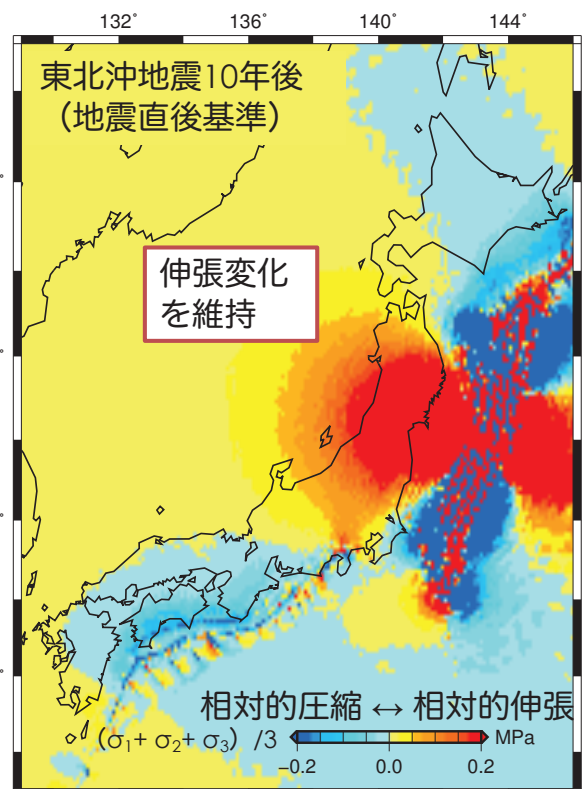 132˚ 136˚ 140˚ 144˚
東北沖地震10年後
（地震直後基準）
伸張変化
を維持
相対的圧縮 ↔ 相対的伸張
(σ₁+ σ₂+ σ₃) /3
MPa
−0.2 0.0 0.2